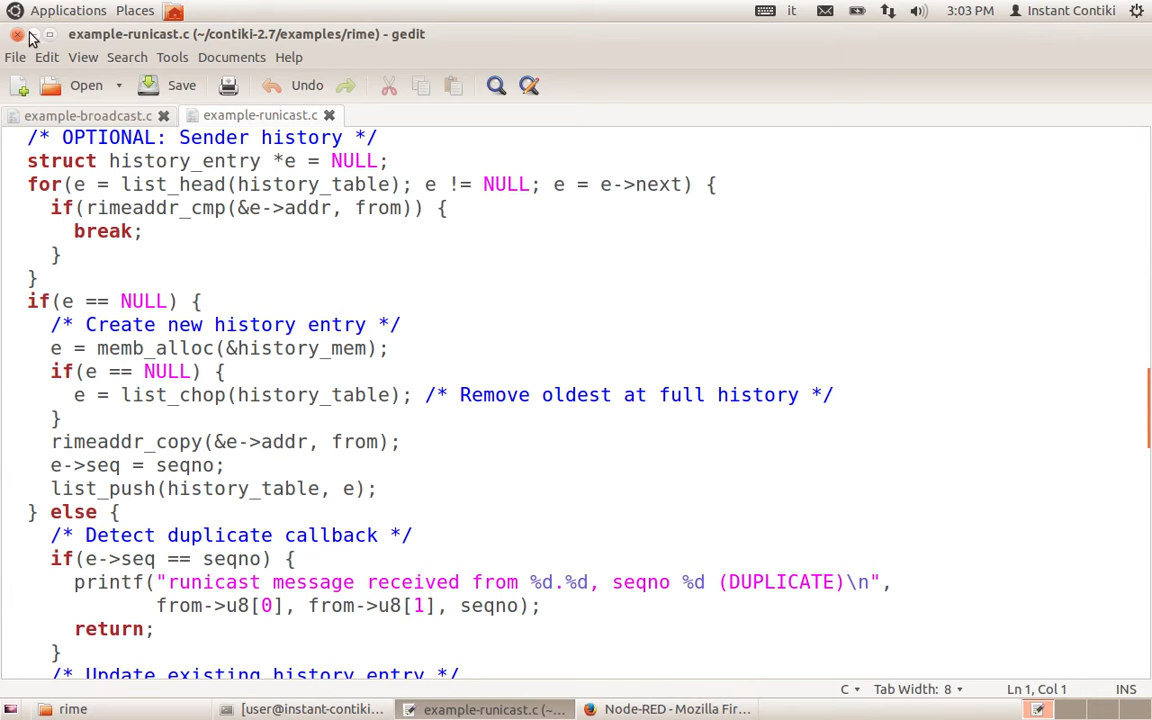 Applications Places it 3:03 PM Instant Contiki
example-runicast.c (~/contiki-2.7/examples/rime) - gedit
File Edit View Search Tools Documents Help
Open Save Undo
example-broadcast.c example-runicast.c
/* OPTIONAL: Sender history */
struct history_entry *e = NULL;
for(e = list_head(history_table); e != NULL; e = e->next) {
if(rimeaddr_cmp(&e->addr, from)) {
break;
}
}
if(e == NULL) {
/* Create new history entry */
e = memb_alloc(&history_mem);
if(e == NULL) {
e = list_chop(history_table); /* Remove oldest at full history */
}
rimeaddr_copy(&e->addr, from);
e->seq = seqno;
list_push(history_table, e);
} else {
/* Detect duplicate callback */
if(e->seq == seqno) {
printf("runicast message received from %d.%d, seqno %d (DUPLICATE)\n",
from->u8[0], from->u8[1], seqno);
return;
}
/* Update existing history entry */
C Tab Width: 8 Ln 1, Col 1 INS
rime [user@instant-contiki... example-runicast.c (~... Node-RED - Mozilla Fir...